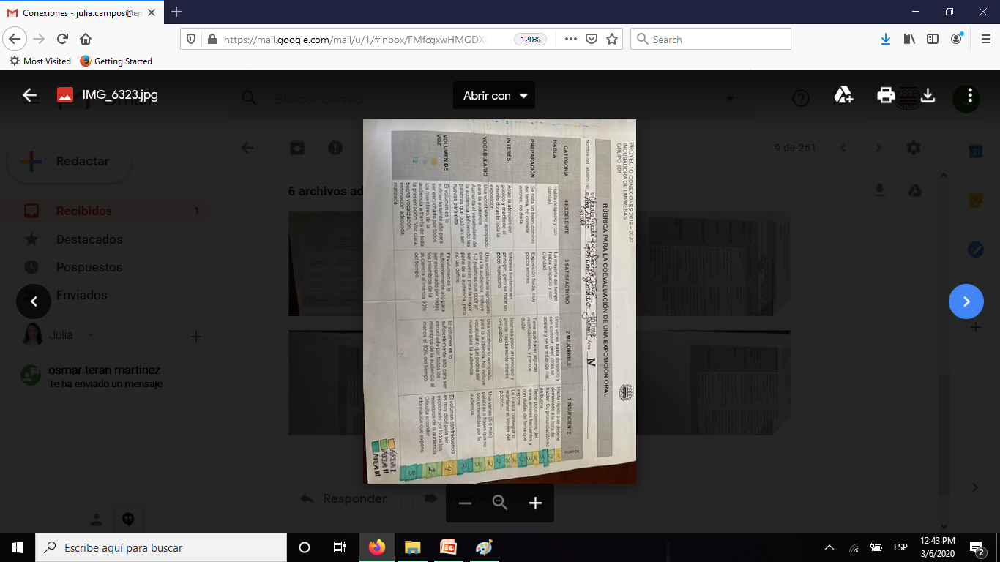 Conexiones - julia.campos@en
https://mail.google.com/mail/u/1/#inbox/FMfcgxwHMGDX
120%
Search
Most Visited
Getting Started
IMG_6323.jpg
Abrir con
Buscar correo
Redactar
9 de 261
6 archivos ad
Recibidos
1
Destacados
Pospuestos
Enviados
Julia
osmar teran martinez
Te ha enviado un mensaje
Responder
PROYECTO CONEXIONES 2019 – 2020
INCUBADORA DE EMPRESAS
GRUPO 601
RÚBRICA PARA LA COEVALUACIÓN DE UNA EXPOSICIÓN ORAL
Nombre del alumno (s)
Área
CATEGORÍA
4 EXCELENTE
3 SATISFACTORIO
2 MEJORABLE
1 INSUFICIENTE
PUNTOS
HABLA
Habla despacio y con
claridad
La mayoría del tiempo
habla despacio y con
claridad.
Unas veces habla despacio y
con claridad, pero otras se
acelera y se le entiende mal.
Habla rápido o se detiene
demasiado a la hora de
hablar. Su pronunciación no
es buena
3
3
3
PREPARACIÓN
Se nota un buen dominio
del tema, no comete
errores, no duda
Exposición fluida, muy
pocos errores
Tiene que hacer algunas
rectificaciones, y parece
dudar
Tiene poco dominio del
tema, errores frecuentes y
con dudas del tema que
expone
2
3
2
INTERÉS
Atrae la atención del
público y mantiene el
interés durante toda la
exposición
Interesa bastante en
principio, pero se hace un
poco monótono
Interesa poco en principio y
pierde rápidamente interés
del público
Le cuesta conseguir o
mantener el interés del
público
2
3
2
VOCABULARIO
Usa vocabulario apropiado
para la audiencia
Aumenta el vocabulario de
la audiencia definiendo las
palabras que podrían ser
nuevas para ésta.
Usa vocabulario apropiado
para la audiencia. Incluye
1-2 palabras que podrían
ser nuevas para la mayor
parte de la audiencia, pero
no las define.
Usa vocabulario apropiado
para la audiencia. No incluye
vocabulario que podría ser
nuevo para la audiencia.
Usa varias (5 o más)
palabras o frases que no
son entendidas por la
audiencia.
2
3
2
VOLUMEN DE
VOZ
El volumen es lo
suficientemente alto para
ser escuchado por todos
los miembros de la
audiencia a través de toda
la presentación. Voz clara,
buena vocalización,
entonación adecuada,
matizada
El volumen es lo
suficientemente alto para
ser escuchado por todos
los miembros de la
audiencia al menos 90%
del tiempo
El volumen es lo
suficientemente alto para ser
escuchado por todos los
miembros de la audiencia al
menos el 80% del tiempo
El volumen con frecuencia
es muy débil para ser
escuchado por todos los
miembros de la audiencia
Dificulta entender
información que expone.
4
2
3
ÁREA I
ÁREA II
ÁREA III
Escribe aquí para buscar
ESP
12:43 PM
3/6/2020
2